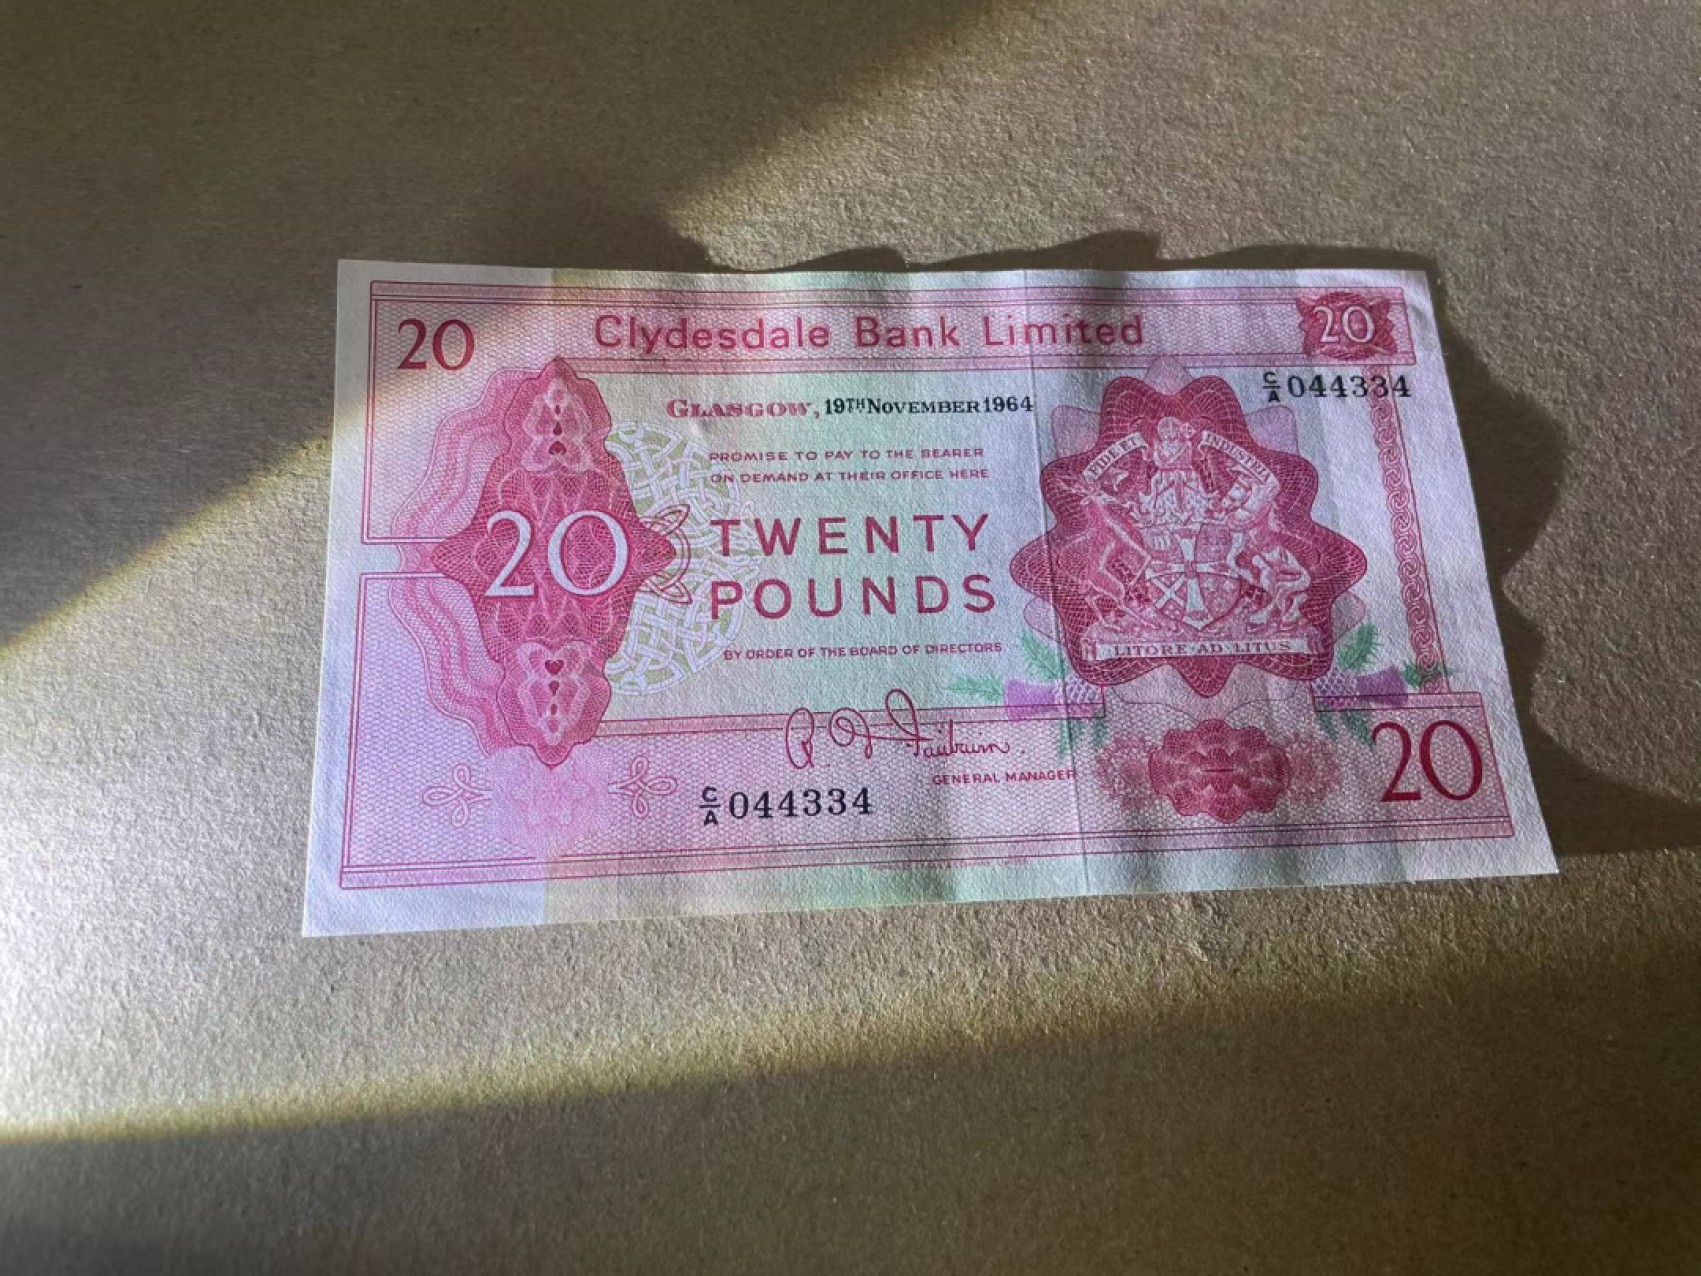 20
Clydesdale Bank Limited
20
C/A 044334
GLASGOW, 19TH NOVEMBER 1964
PROMISE TO PAY TO THE BEARER
ON DEMAND AT THEIR OFFICE HERE
FIDE ET INDUSTRIA
20
TWENTY
POUNDS
BY ORDER OF THE BOARD OF DIRECTORS
LITORE AD LITUS
R. D. Fairbairn
GENERAL MANAGER
20
C/A 044334